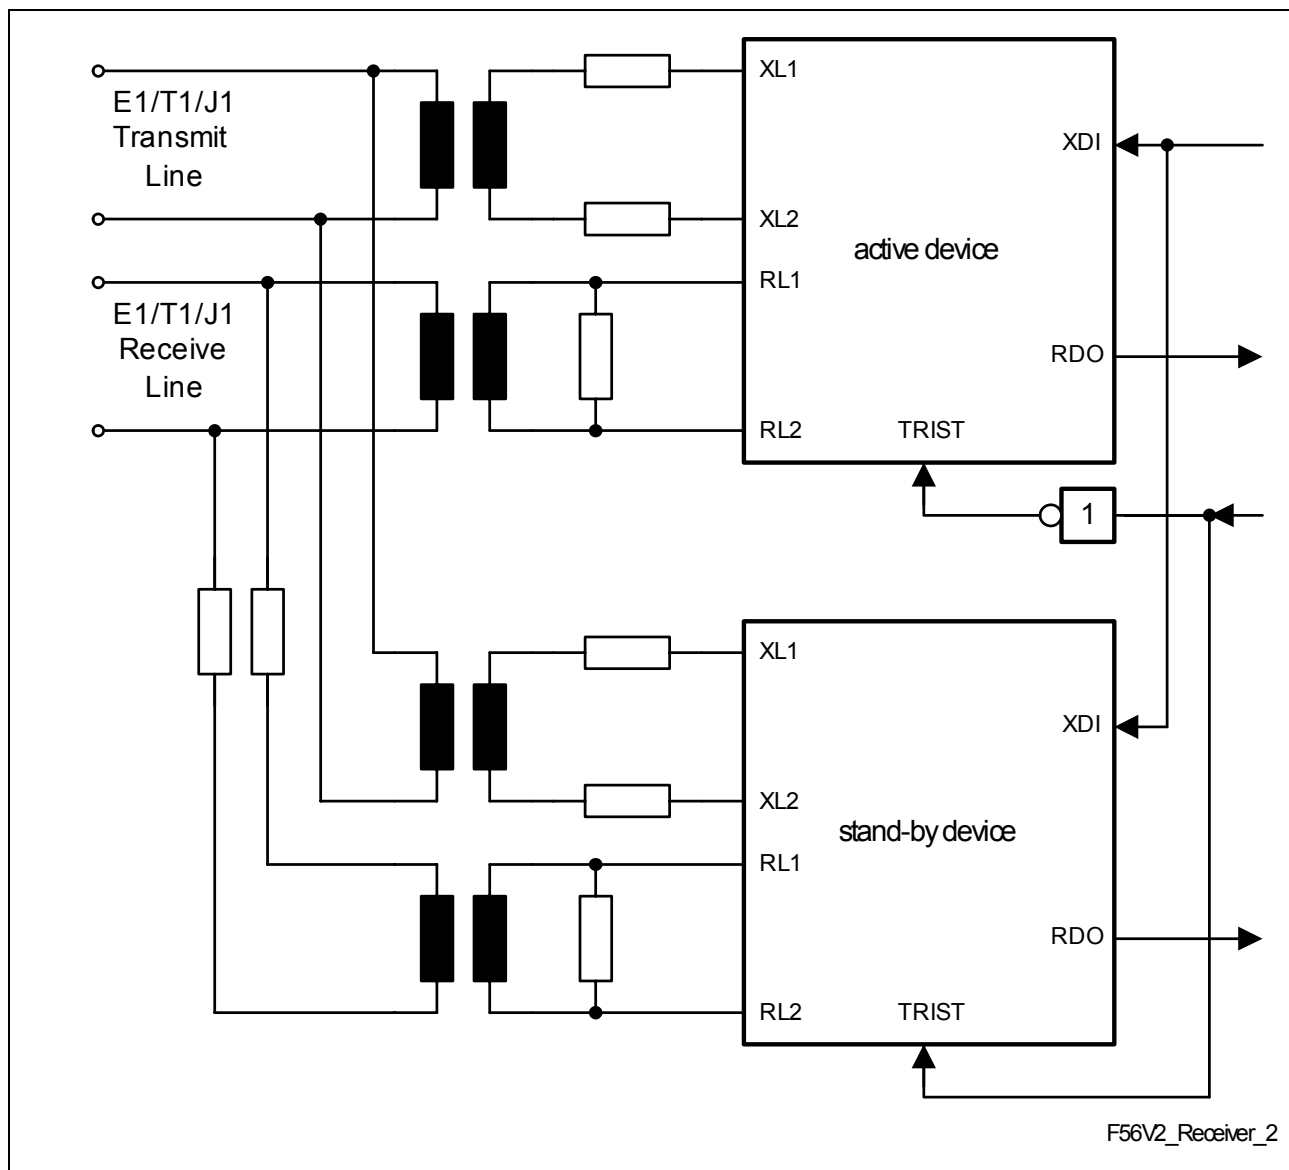 E1/T1/J1
Transmit
Line
E1/T1/J1
Receive
Line
XL1
XDI
XL2
active device
RL1
RDO
RL2
TRIST
1
XL1
XDI
XL2
stand-by device
RL1
RDO
RL2
TRIST
F56V2_Receiver_2